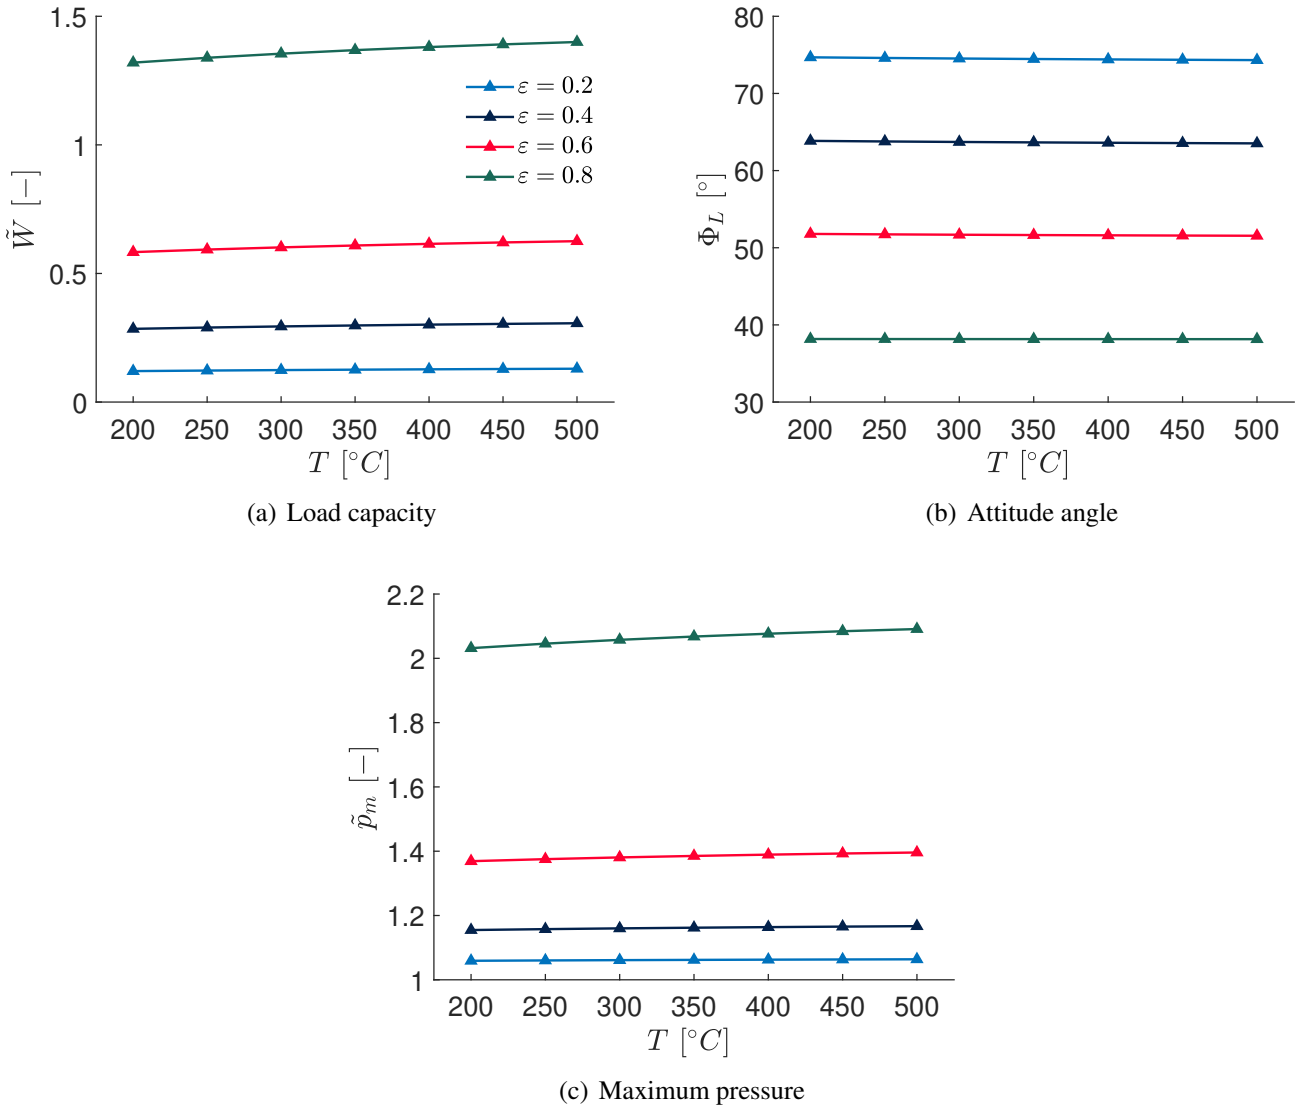 1.5
1
0.5
0
W̃ [−]
ε = 0.2
ε = 0.4
ε = 0.6
ε = 0.8
200 250 300 350 400 450 500
T [°C]
(a) Load capacity
80
70
60
50
40
30
Φ_L [°]
200 250 300 350 400 450 500
T [°C]
(b) Attitude angle
2.2
2
1.8
1.6
1.4
1.2
1
p̃_m [−]
200 250 300 350 400 450 500
T [°C]
(c) Maximum pressure